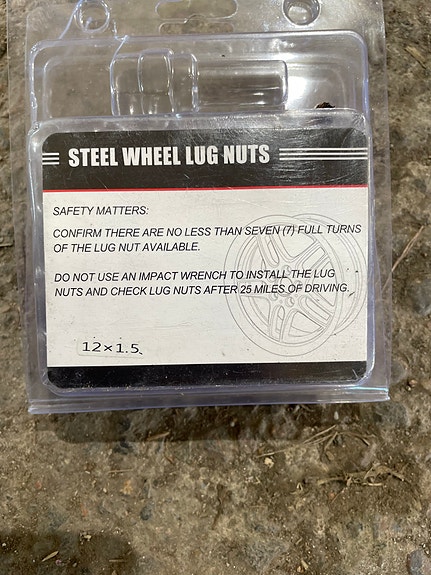 STEEL WHEEL LUG NUTS
SAFETY MATTERS:
CONFIRM THERE ARE NO LESS THAN SEVEN (7) FULL TURNS
OF THE LUG NUT AVAILABLE.
DO NOT USE AN IMPACT WRENCH TO INSTALL THE LUG
NUTS AND CHECK LUG NUTS AFTER 25 MILES OF DRIVING.
12×1.5